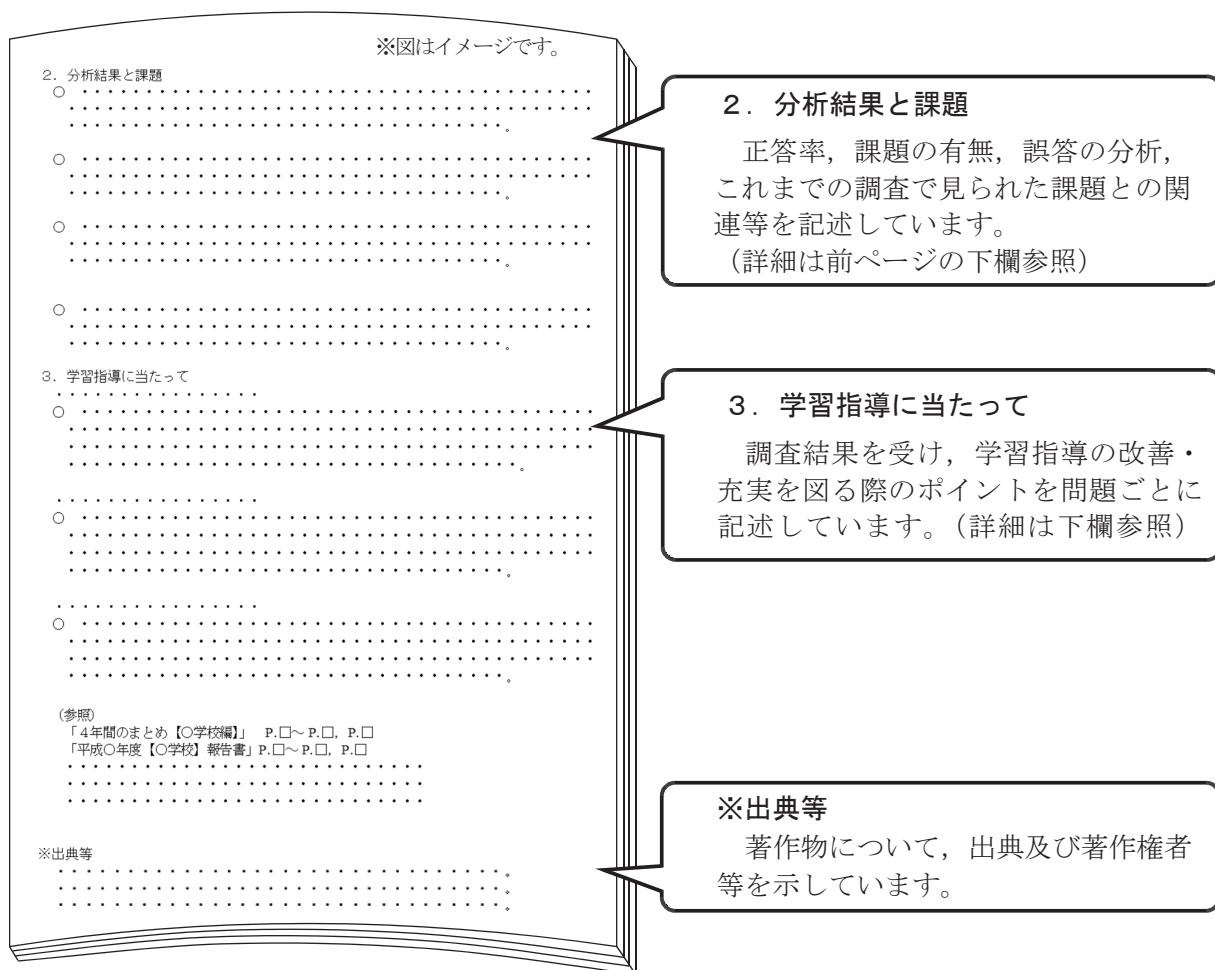 ※図はイメージです。
２．分析結果と課題
３．学習指導に当たって
(参照)
「４年間のまとめ【○学校編】」　P.□～P.□，P.□
「平成○年度【○学校】報告書」P.□～P.□，P.□
※出典等
２．分析結果と課題
正答率，課題の有無，誤答の分析，
これまでの調査で見られた課題との関
連等を記述しています。
（詳細は前ページの下欄参照）
３．学習指導に当たって
調査結果を受け，学習指導の改善・
充実を図る際のポイントを問題ごとに
記述しています。（詳細は下欄参照）
※出典等
著作物について，出典及び著作権者
等を示しています。